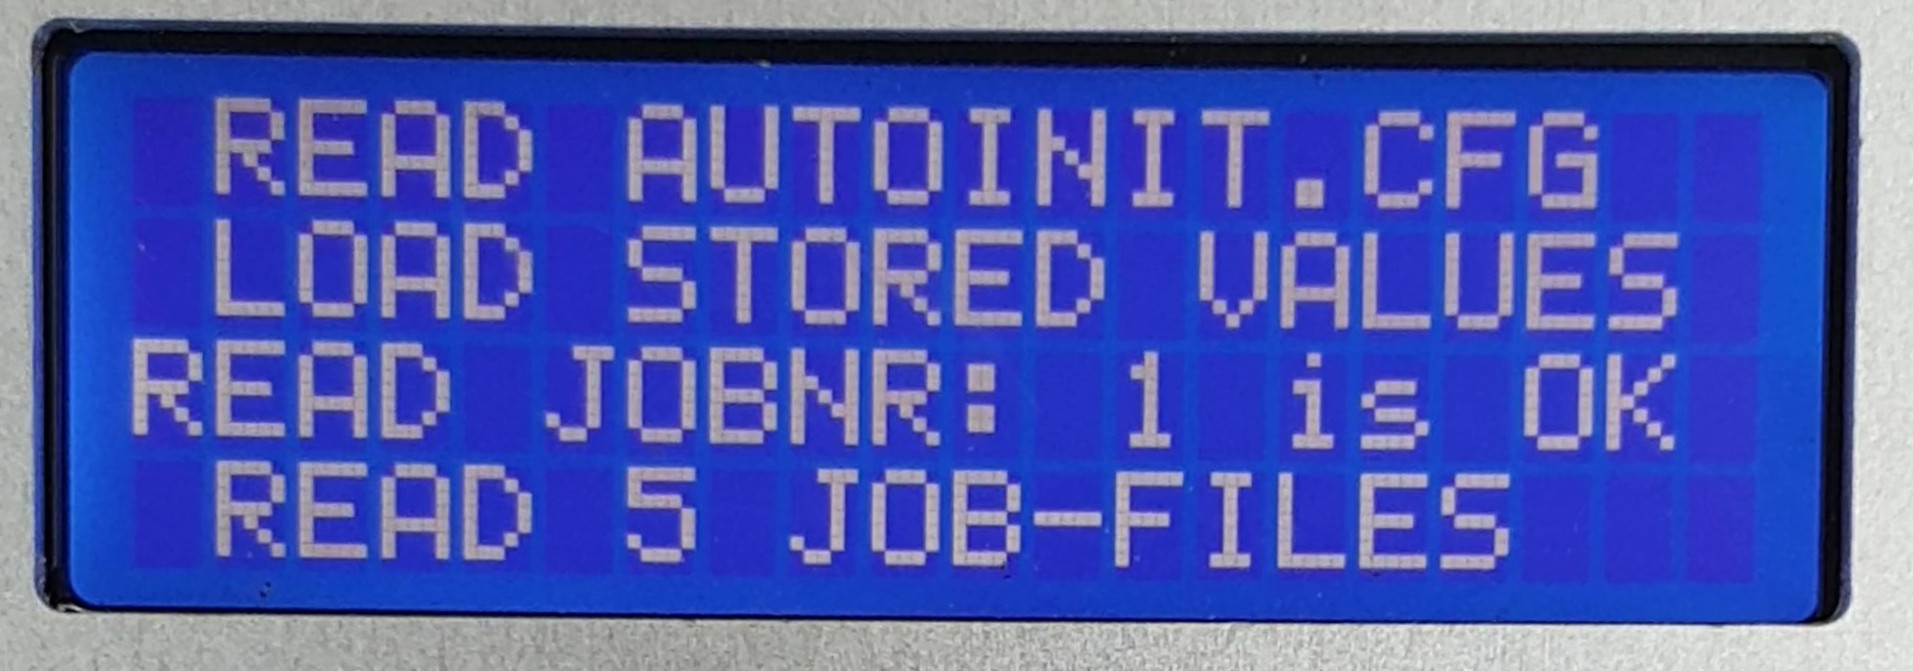 READ AUTOINIT.CFG
LOAD STORED VALUES
READ JOBNR: 1 is OK
READ 5 JOB-FILES